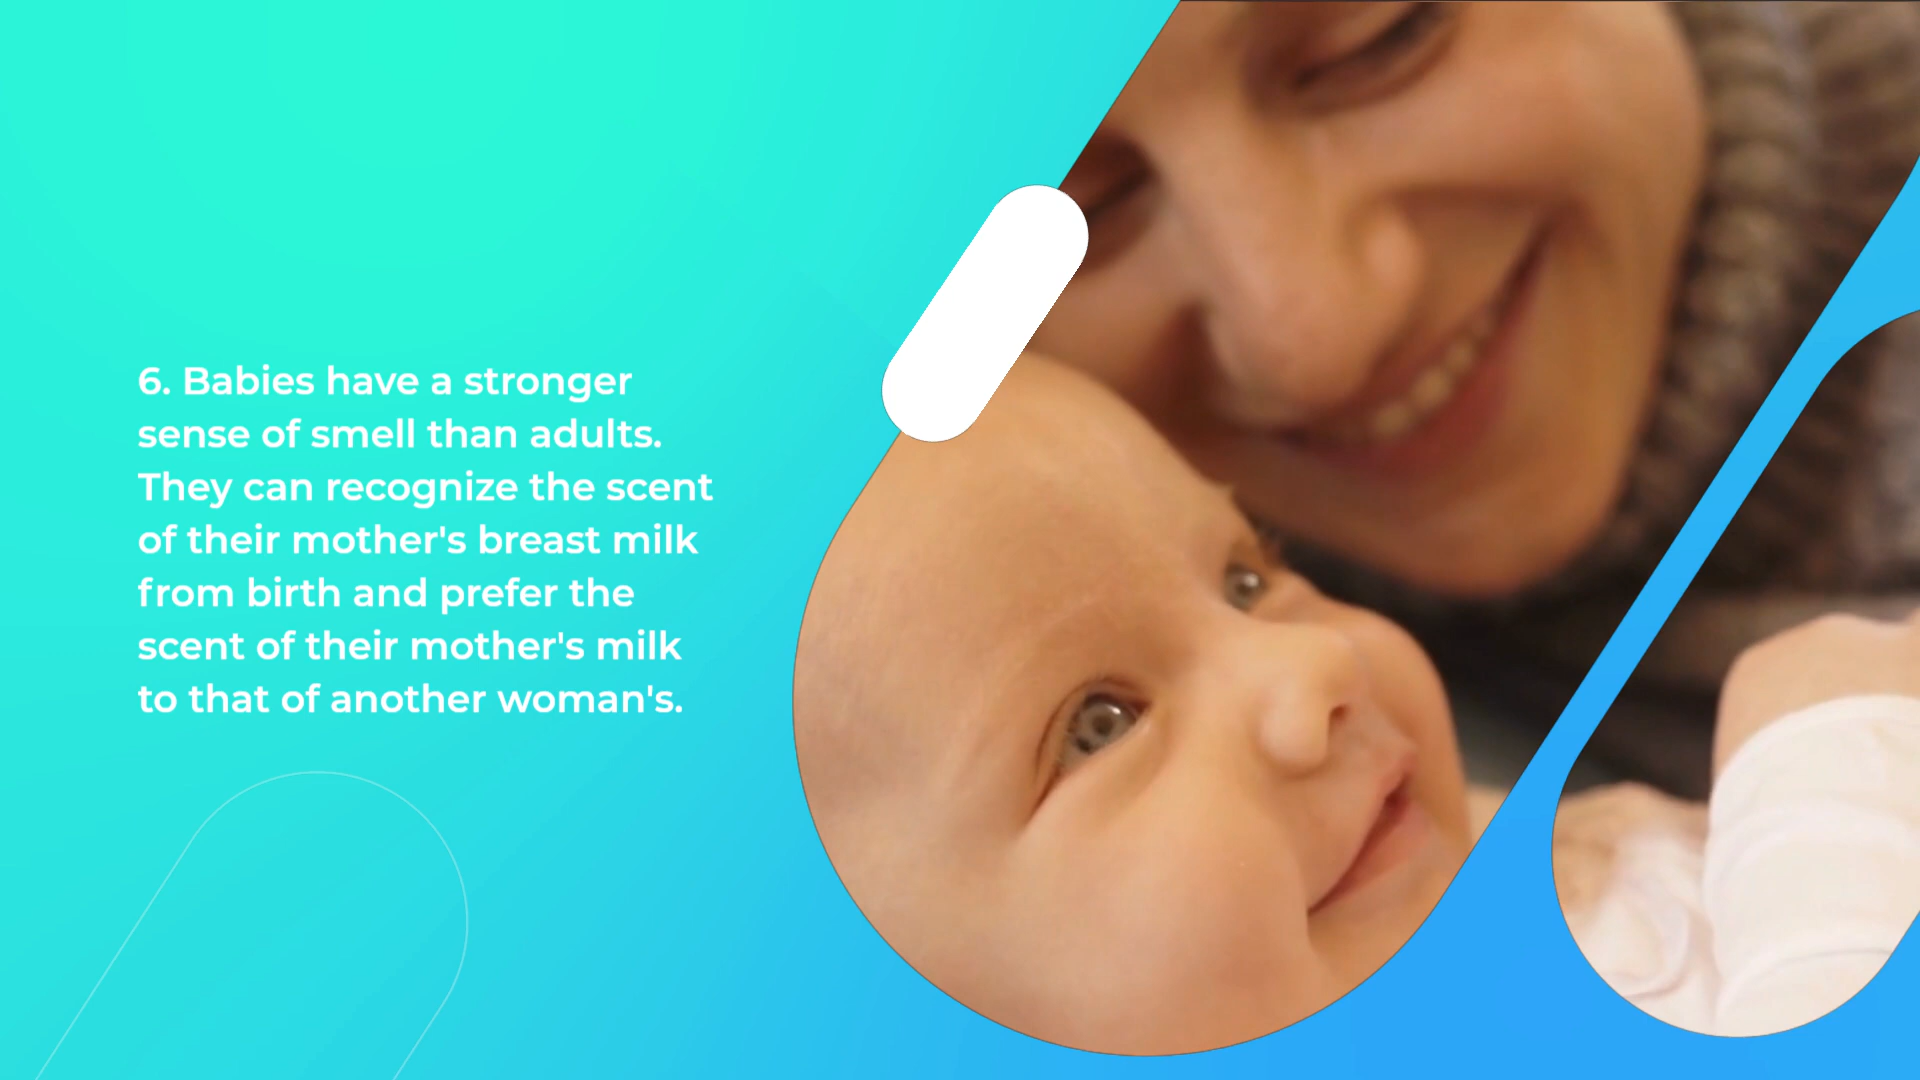 6. Babies have a stronger
sense of smell than adults.
They can recognize the scent
of their mother's breast milk
from birth and prefer the
scent of their mother's milk
to that of another woman's.